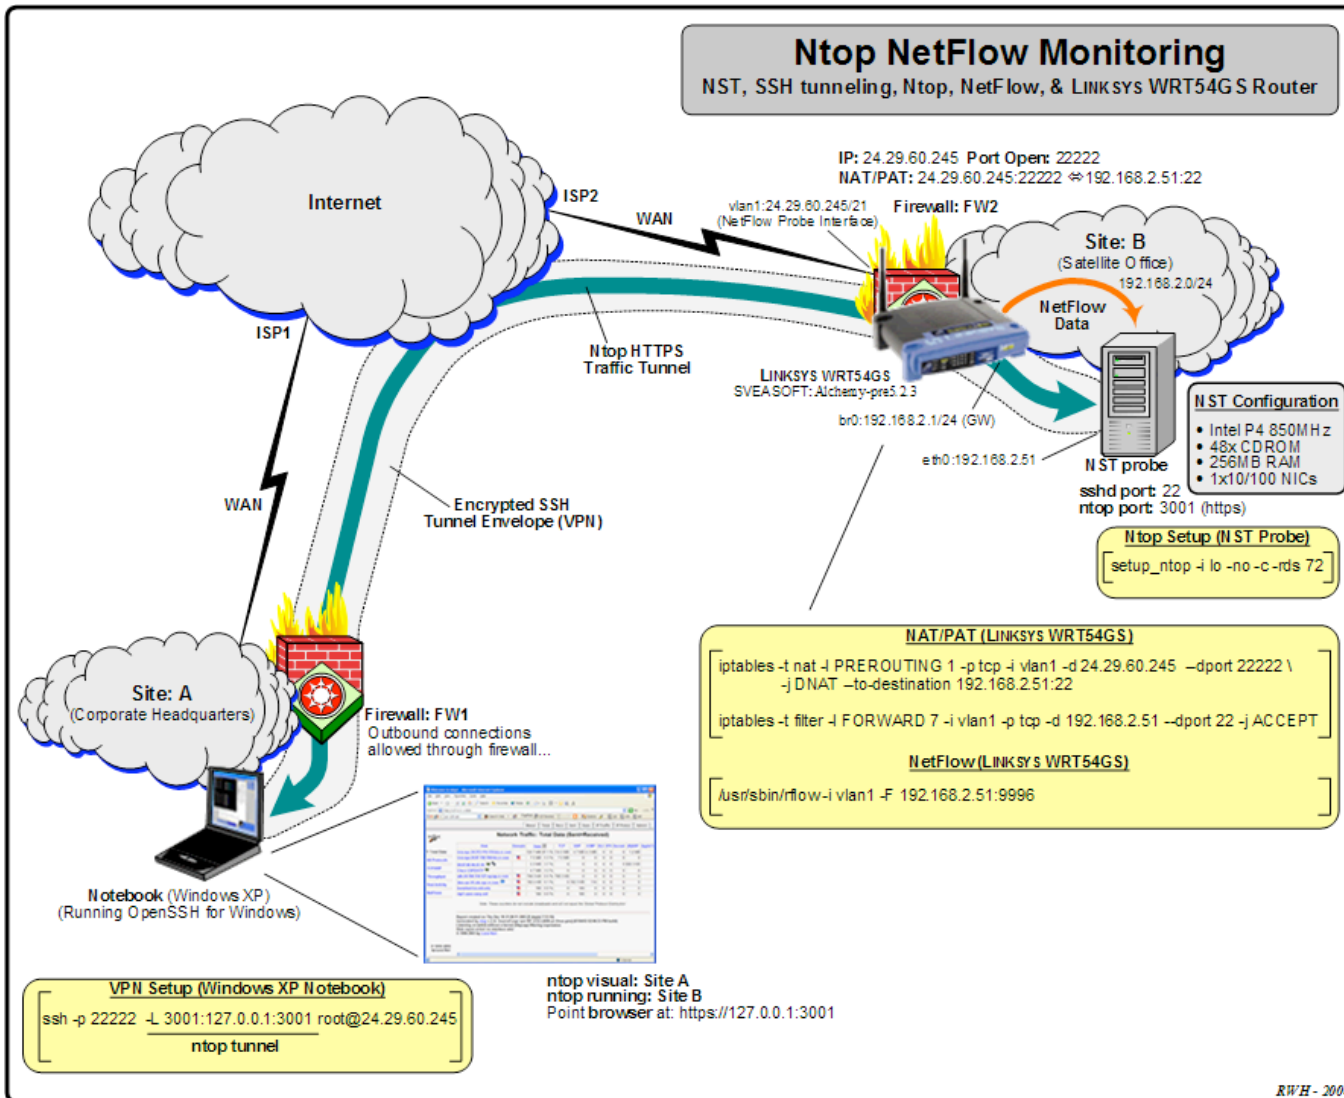 Ntop NetFlow Monitoring
NST, SSH tunneling, Ntop, NetFlow, & LINKSYS WRT54GS Router
IP: 24.29.60.245 Port Open: 22222
NAT/PAT: 24.29.60.245:22222 ⇔192.168.2.51:22
Internet
ISP2
WAN
vlan1:24.29.60.245/21
(NetFlow Probe Interface)
Firewall: FW2
Site: B
(Satellite Office)
192.168.2.0/24
NetFlow
Data
ISP1
Ntop HTTPS
Traffic Tunnel
LINKSYS WRT54GS
SVEASOFT: Alchemy-pre5.2.3
br0:192.168.2.1/24 (GW)
eth0:192.168.2.51
NST probe
sshd port: 22
ntop port: 3001 (https)
NST Configuration
• Intel P4 850MHz
• 48x CDROM
• 256MB RAM
• 1x10/100 NICs
WAN
Encrypted SSH
Tunnel Envelope (VPN)
Ntop Setup (NST Probe)
setup_ntop -i lo -no -c -rds 72
NAT/PAT (LINKSYS WRT54GS)
iptables -t nat -I PREROUTING 1 -p tcp -i vlan1 -d 24.29.60.245 --dport 22222 \
-j DNAT --to-destination 192.168.2.51:22
iptables -t filter -I FORWARD 7 -i vlan1 -p tcp -d 192.168.2.51 --dport 22 -j ACCEPT
NetFlow (LINKSYS WRT54GS)
/usr/sbin/rflow -i vlan1 -F 192.168.2.51:9996
Site: A
(Corporate Headquarters)
Firewall: FW1
Outbound connections
allowed through firewall...
Network Traffic: Total Data (Sent+Received)
Notebook (Windows XP)
(Running OpenSSH for Windows)
ntop visual: Site A
ntop running: Site B
Point browser at: https://127.0.0.1:3001
VPN Setup (Windows XP Notebook)
ssh -p 22222 -L 3001:127.0.0.1:3001 root@24.29.60.245
ntop tunnel
RWH - 200